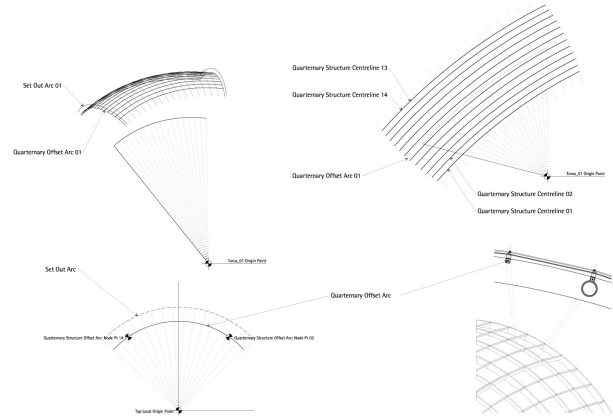 Set Out Arc 01
Quarternary Offset Arc 01
Torus_01 Origin Point
Quarternary Structure Centreline 13
Quarternary Structure Centreline 14
Quarternary Offset Arc 01
Torus_01 Origin Point
Quarternary Structure Centreline 02
Quarternary Structure Centreline 01
Set Out Arc
Quarternary Offset Arc
Quarternary Structure Offset Arc: Node Pt 14
Quarternary Structure Offset Arc: Node Pt 03
Typ Local Origin Point